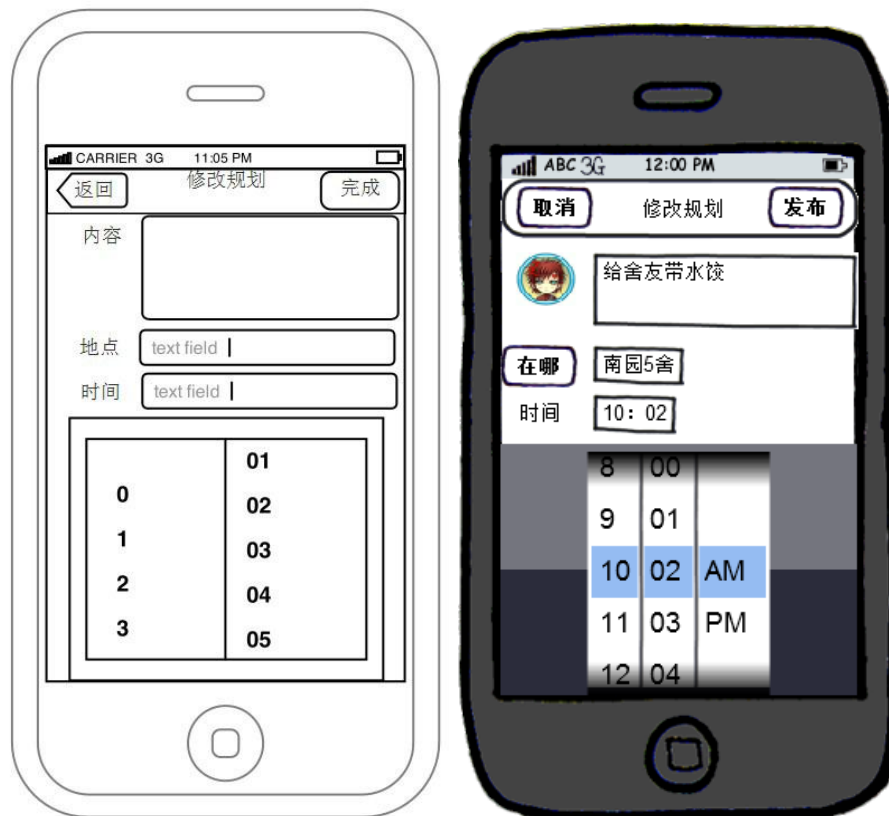 CARRIER 3G 11:05 PM
返回 修改规划 完成
内容
地点 text field
时间 text field
01
0
02
1
03
2
04
3
05
ABC 3G 12:00 PM
取消 修改规划 发布
给舍友带水饺
在哪 南园5舍
时间 10：02
8 00
9 01
10 02 AM
11 03 PM
12 04